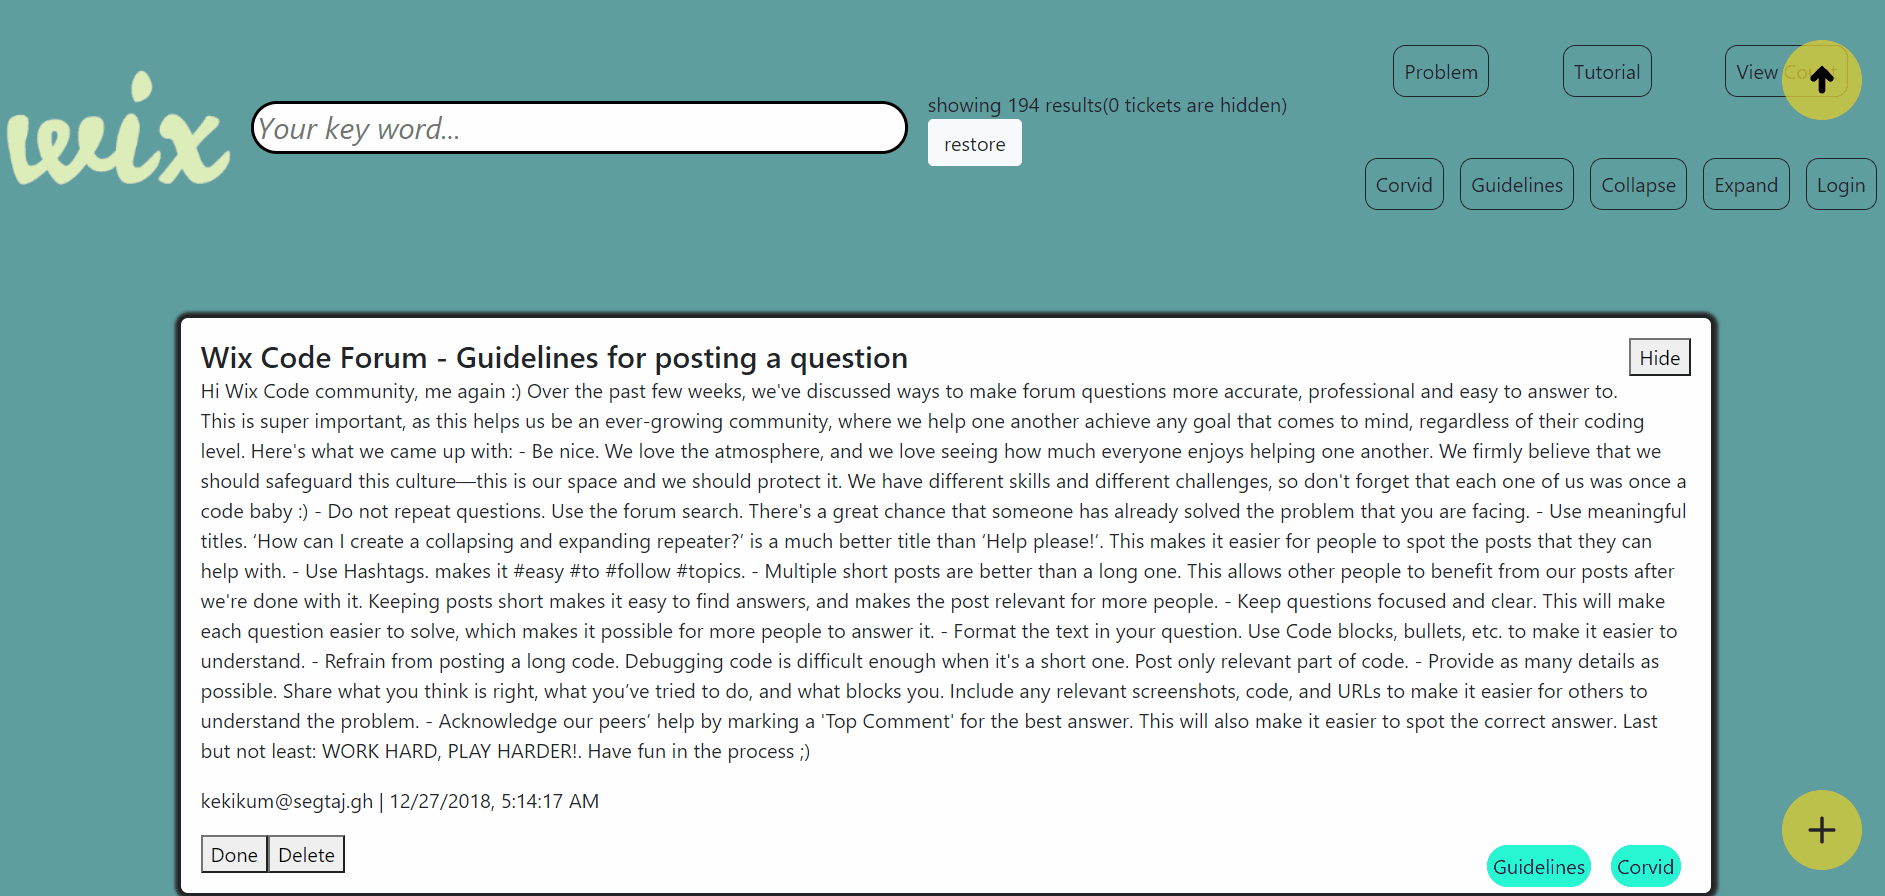 wix
Your key word...
showing 194 results(0 tickets are hidden)
restore
Problem
Tutorial
View Count
Corvid
Guidelines
Collapse
Expand
Login
Wix Code Forum - Guidelines for posting a question
Hide
Hi Wix Code community, me again :) Over the past few weeks, we've discussed ways to make forum questions more accurate, professional and easy to answer to.
This is super important, as this helps us be an ever-growing community, where we help one another achieve any goal that comes to mind, regardless of their coding
level. Here's what we came up with: - Be nice. We love the atmosphere, and we love seeing how much everyone enjoys helping one another. We firmly believe that we
should safeguard this culture—this is our space and we should protect it. We have different skills and different challenges, so don't forget that each one of us was once a
code baby :) - Do not repeat questions. Use the forum search. There's a great chance that someone has already solved the problem that you are facing. - Use meaningful
titles. ‘How can I create a collapsing and expanding repeater?’ is a much better title than ‘Help please!’. This makes it easier for people to spot the posts that they can
help with. - Use Hashtags. makes it #easy #to #follow #topics. - Multiple short posts are better than a long one. This allows other people to benefit from our posts after
we're done with it. Keeping posts short makes it easy to find answers, and makes the post relevant for more people. - Keep questions focused and clear. This will make
each question easier to solve, which makes it possible for more people to answer it. - Format the text in your question. Use Code blocks, bullets, etc. to make it easier to
understand. - Refrain from posting a long code. Debugging code is difficult enough when it's a short one. Post only relevant part of code. - Provide as many details as
possible. Share what you think is right, what you’ve tried to do, and what blocks you. Include any relevant screenshots, code, and URLs to make it easier for others to
understand the problem. - Acknowledge our peers’ help by marking a 'Top Comment' for the best answer. This will also make it easier to spot the correct answer. Last
but not least: WORK HARD, PLAY HARDER!. Have fun in the process ;)
kekikum@segtaj.gh | 12/27/2018, 5:14:17 AM
Done
Delete
Guidelines
Corvid